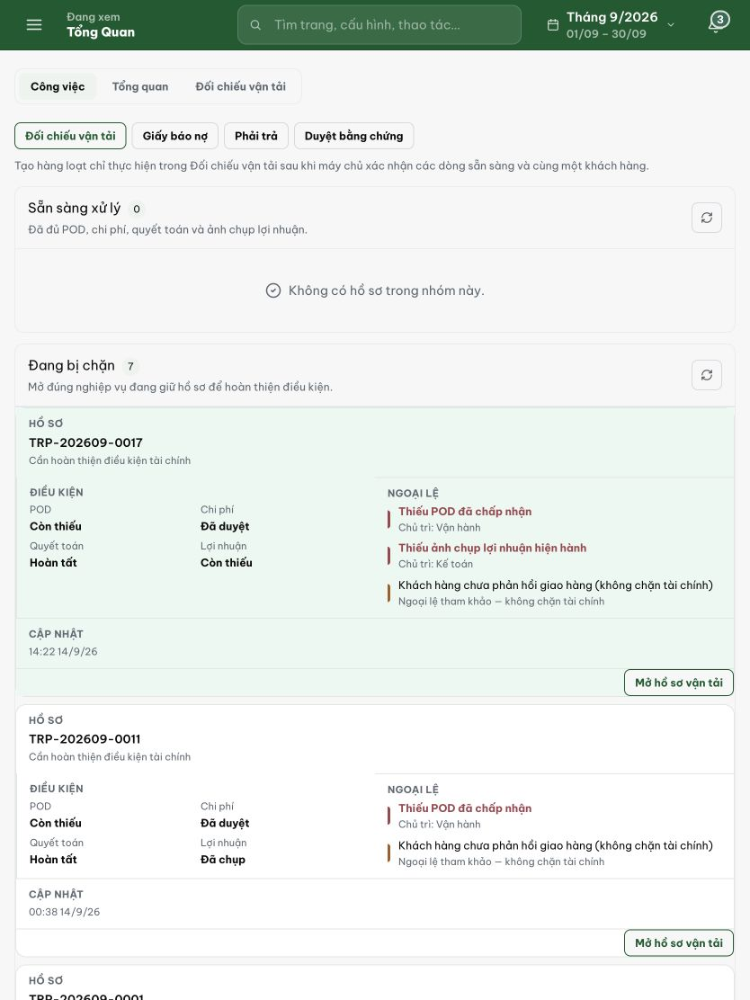 Đang xem
Tổng Quan
Tìm trang, cấu hình, thao tác...
Tháng 9/2026
01/09 – 30/09
3
Công việc
Tổng quan
Đối chiếu vận tải
Đối chiếu vận tải
Giấy báo nợ
Phải trả
Duyệt bằng chứng
Tạo hàng loạt chỉ thực hiện trong Đối chiếu vận tải sau khi máy chủ xác nhận các dòng sẵn sàng và cùng một khách hàng.
Sẵn sàng xử lý 0
Đã đủ POD, chi phí, quyết toán và ảnh chụp lợi nhuận.
Không có hồ sơ trong nhóm này.
Đang bị chặn 7
Mở đúng nghiệp vụ đang giữ hồ sơ để hoàn thiện điều kiện.
HỒ SƠ
TRP-202609-0017
Cần hoàn thiện điều kiện tài chính
ĐIỀU KIỆN
POD
Còn thiếu
Chi phí
Đã duyệt
Quyết toán
Hoàn tất
Lợi nhuận
Còn thiếu
NGOẠI LỆ
Thiếu POD đã chấp nhận
Chủ trì: Vận hành
Thiếu ảnh chụp lợi nhuận hiện hành
Chủ trì: Kế toán
Khách hàng chưa phản hồi giao hàng (không chặn tài chính)
Ngoại lệ tham khảo — không chặn tài chính
CẬP NHẬT
14:22 14/9/26
Mở hồ sơ vận tải
HỒ SƠ
TRP-202609-0011
Cần hoàn thiện điều kiện tài chính
ĐIỀU KIỆN
POD
Còn thiếu
Chi phí
Đã duyệt
Quyết toán
Hoàn tất
Lợi nhuận
Đã chụp
NGOẠI LỆ
Thiếu POD đã chấp nhận
Chủ trì: Vận hành
Khách hàng chưa phản hồi giao hàng (không chặn tài chính)
Ngoại lệ tham khảo — không chặn tài chính
CẬP NHẬT
00:38 14/9/26
Mở hồ sơ vận tải
HỒ SƠ
TRP-202609-0001